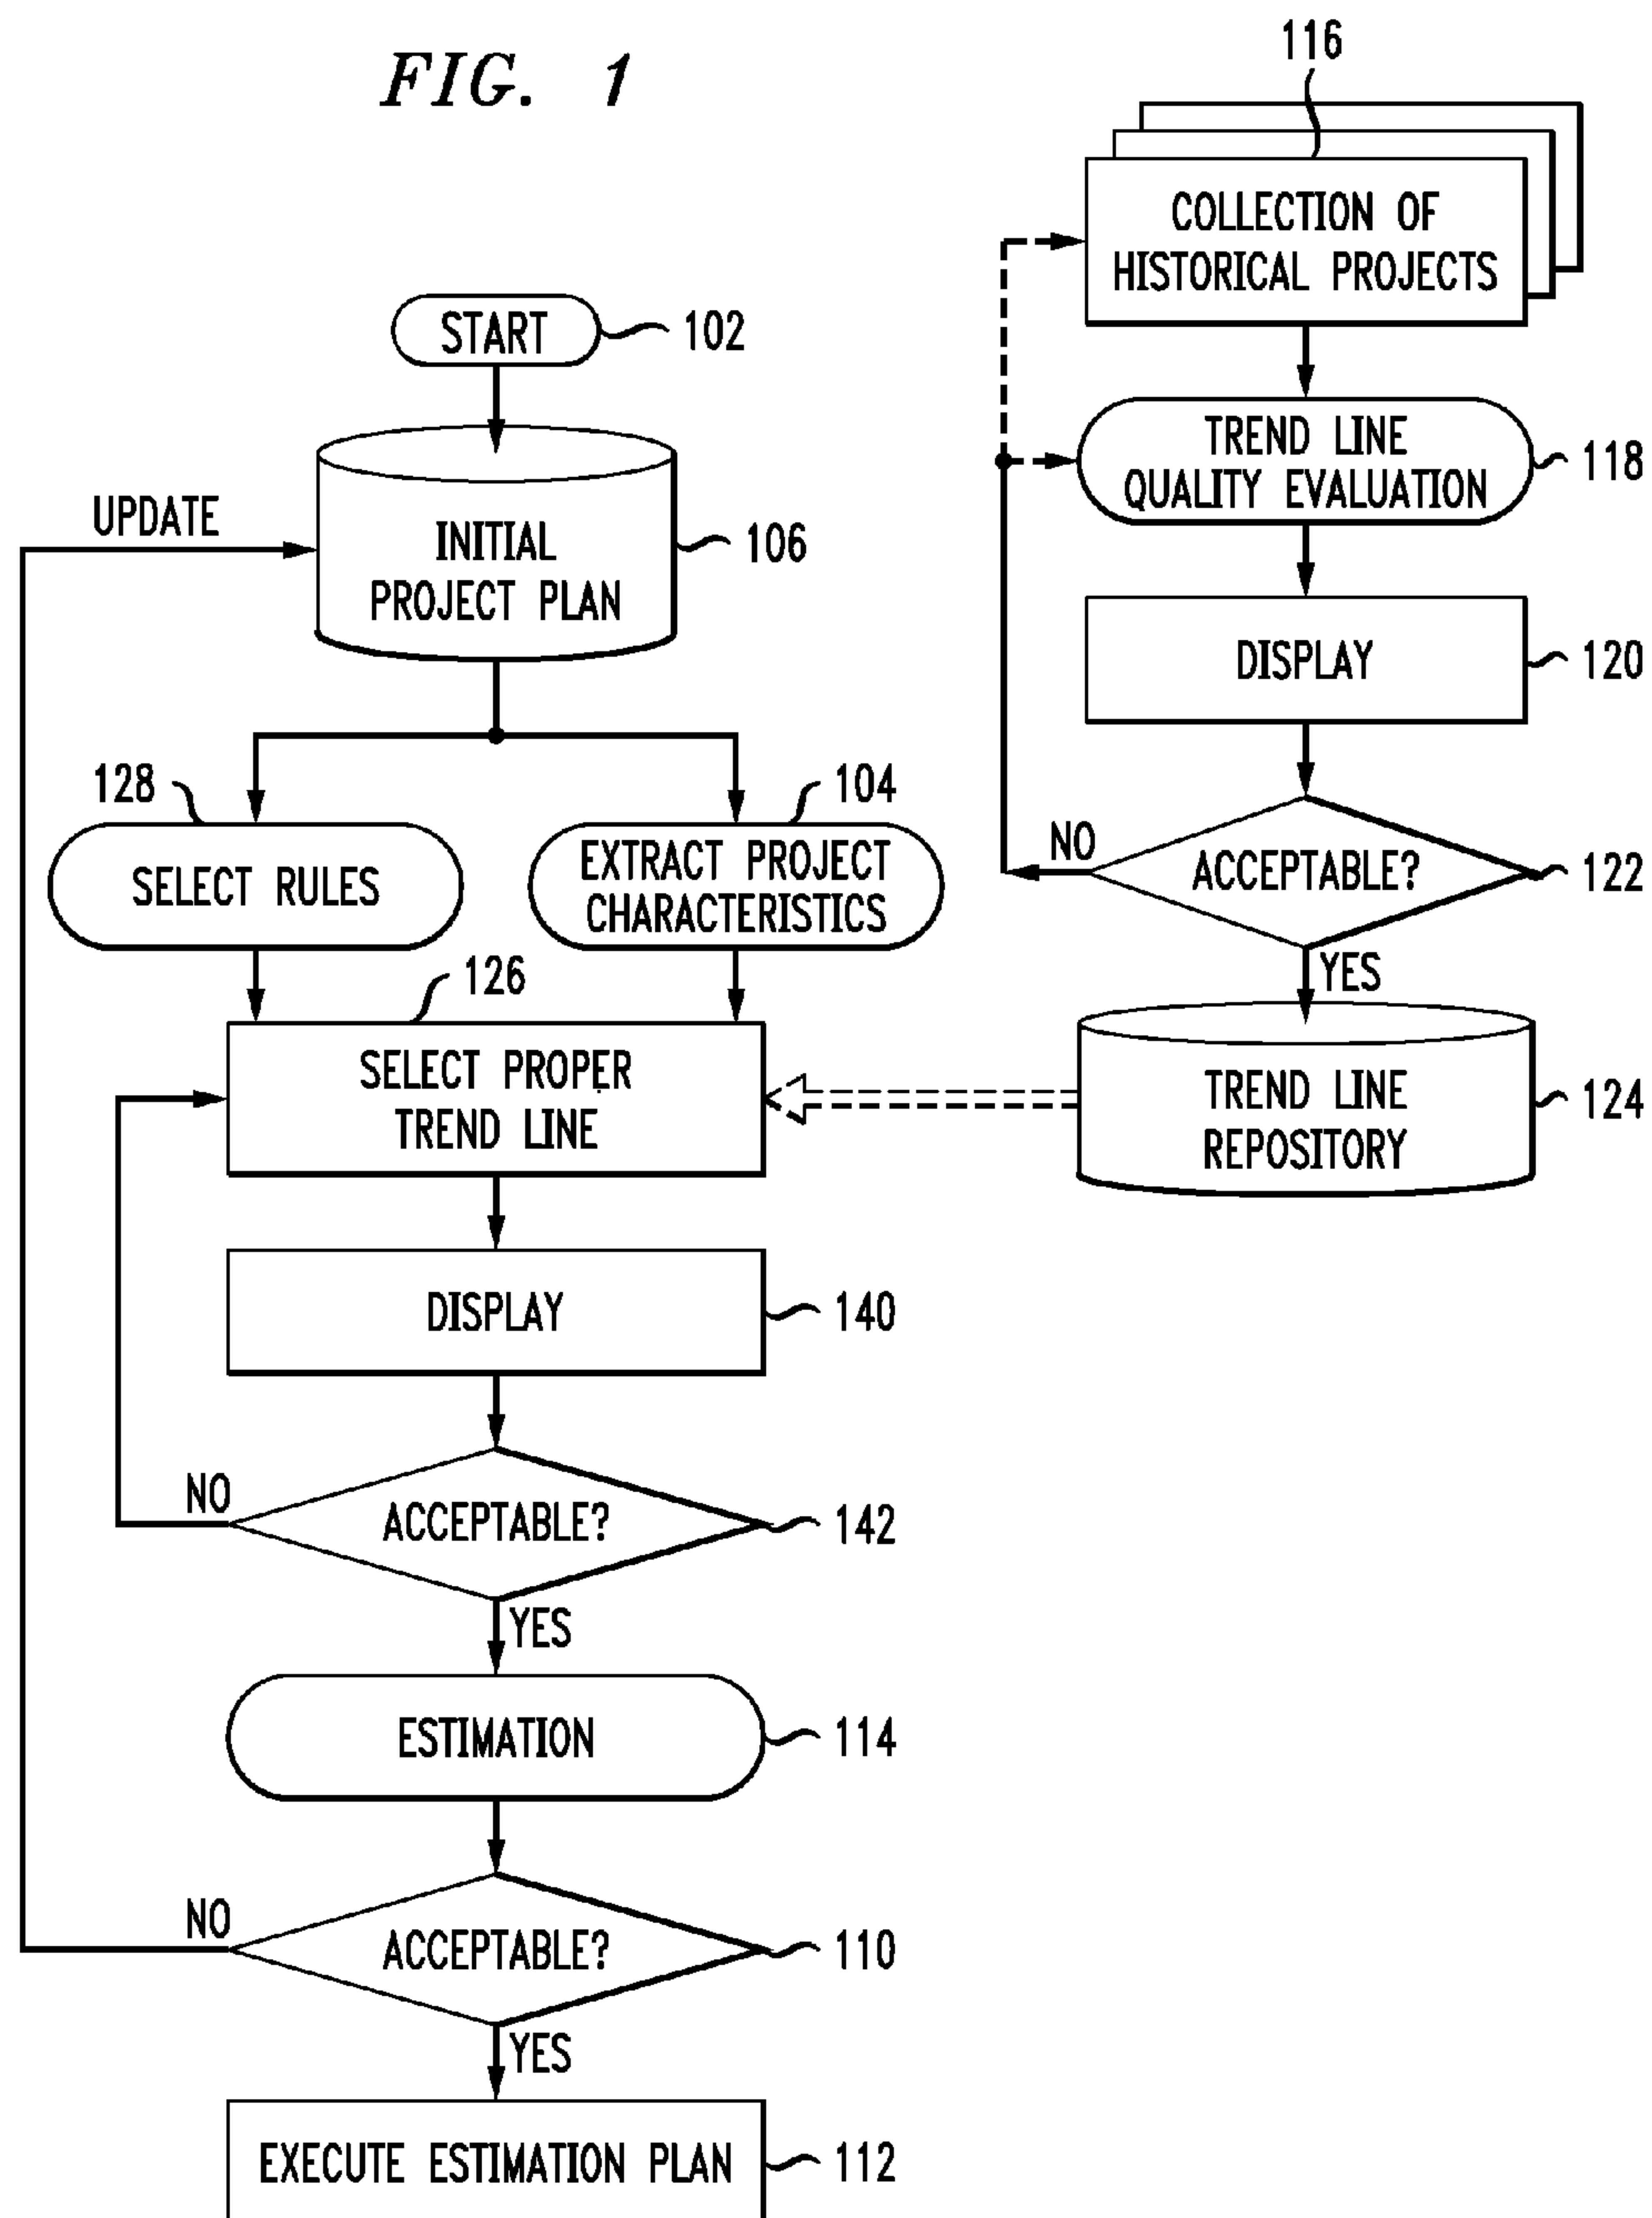 FIG. 1
116
COLLECTION OF
HISTORICAL PROJECTS
START
102
TREND LINE
QUALITY EVALUATION
118
UPDATE
INITIAL
PROJECT PLAN
106
DISPLAY
120
128
104
SELECT RULES
EXTRACT PROJECT
CHARACTERISTICS
NO
ACCEPTABLE?
122
YES
126
SELECT PROPER
TREND LINE
TREND LINE
REPOSITORY
124
DISPLAY
140
NO
ACCEPTABLE?
142
YES
ESTIMATION
114
NO
ACCEPTABLE?
110
YES
EXECUTE ESTIMATION PLAN
112